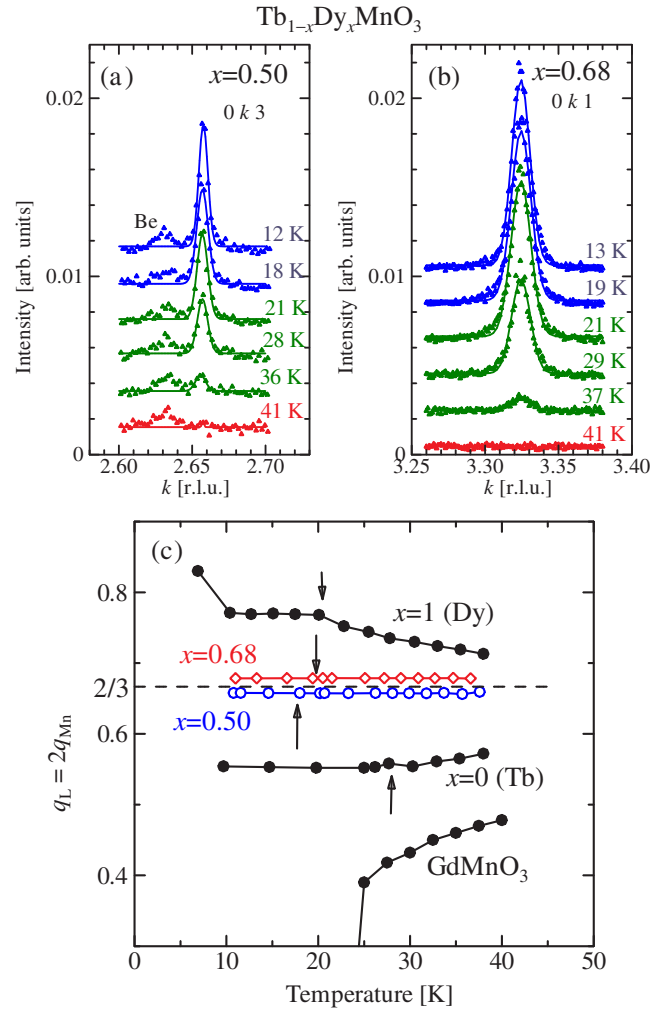 Tb1−xDyxMnO3
(a) x=0.50
0 k 3
0.02
0.01
0
Intensity [arb. units]
Be
12 K
18 K
21 K
28 K
36 K
41 K
2.60 2.65 2.70
k [r.l.u.]
(b) x=0.68
0 k 1
0.02
0.01
0
Intensity [arb. units]
13 K
19 K
21 K
29 K
37 K
41 K
3.25 3.30 3.35 3.40
k [r.l.u.]
(c)
0.8
2/3
0.6
0.4
qL = 2qMn
x=1 (Dy)
x=0.68
x=0.50
x=0 (Tb)
GdMnO3
0 10 20 30 40 50
Temperature [K]